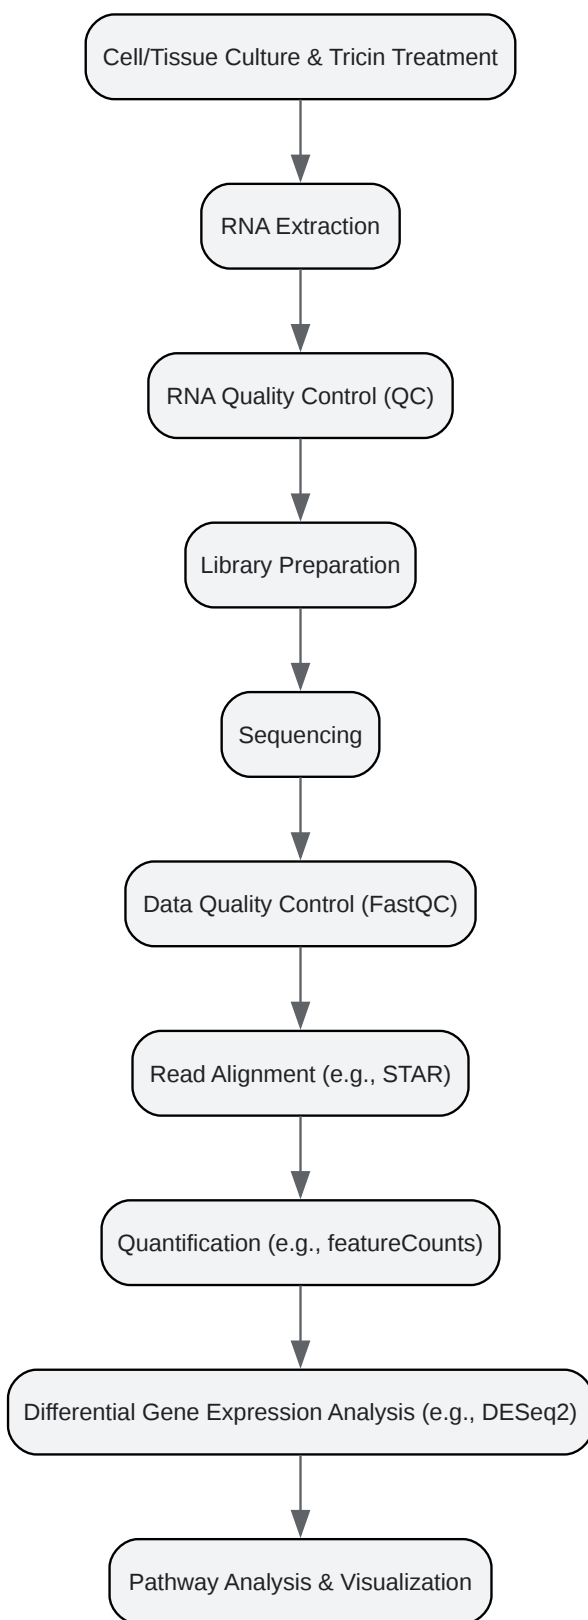 Cell/Tissue Culture & Tricin Treatment
RNA Extraction
RNA Quality Control (QC)
Library Preparation
Sequencing
Data Quality Control (FastQC)
Read Alignment (e.g., STAR)
Quantification (e.g., featureCounts)
Differential Gene Expression Analysis (e.g., DESeq2)
Pathway Analysis & Visualization